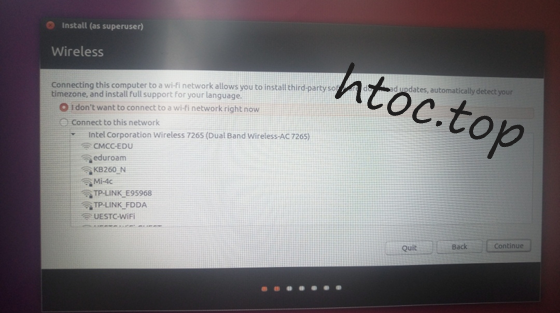 Install (as superuser)
Wireless
Connecting this computer to a wi-fi network allows you to install third-party updates, automatically detect your
timezone, and install full support for your language.
I don't want to connect to a wi-fi network right now
Connect to this network
Intel Corporation Wireless 7265 (Dual Band Wireless-AC 7265)
CMCC-EDU
eduroam
KB260_N
Mi-4c
TP-LINK_E95968
TP-LINK_FDDA
UESTC-WiFi
Quit Back Continue
htoc.top